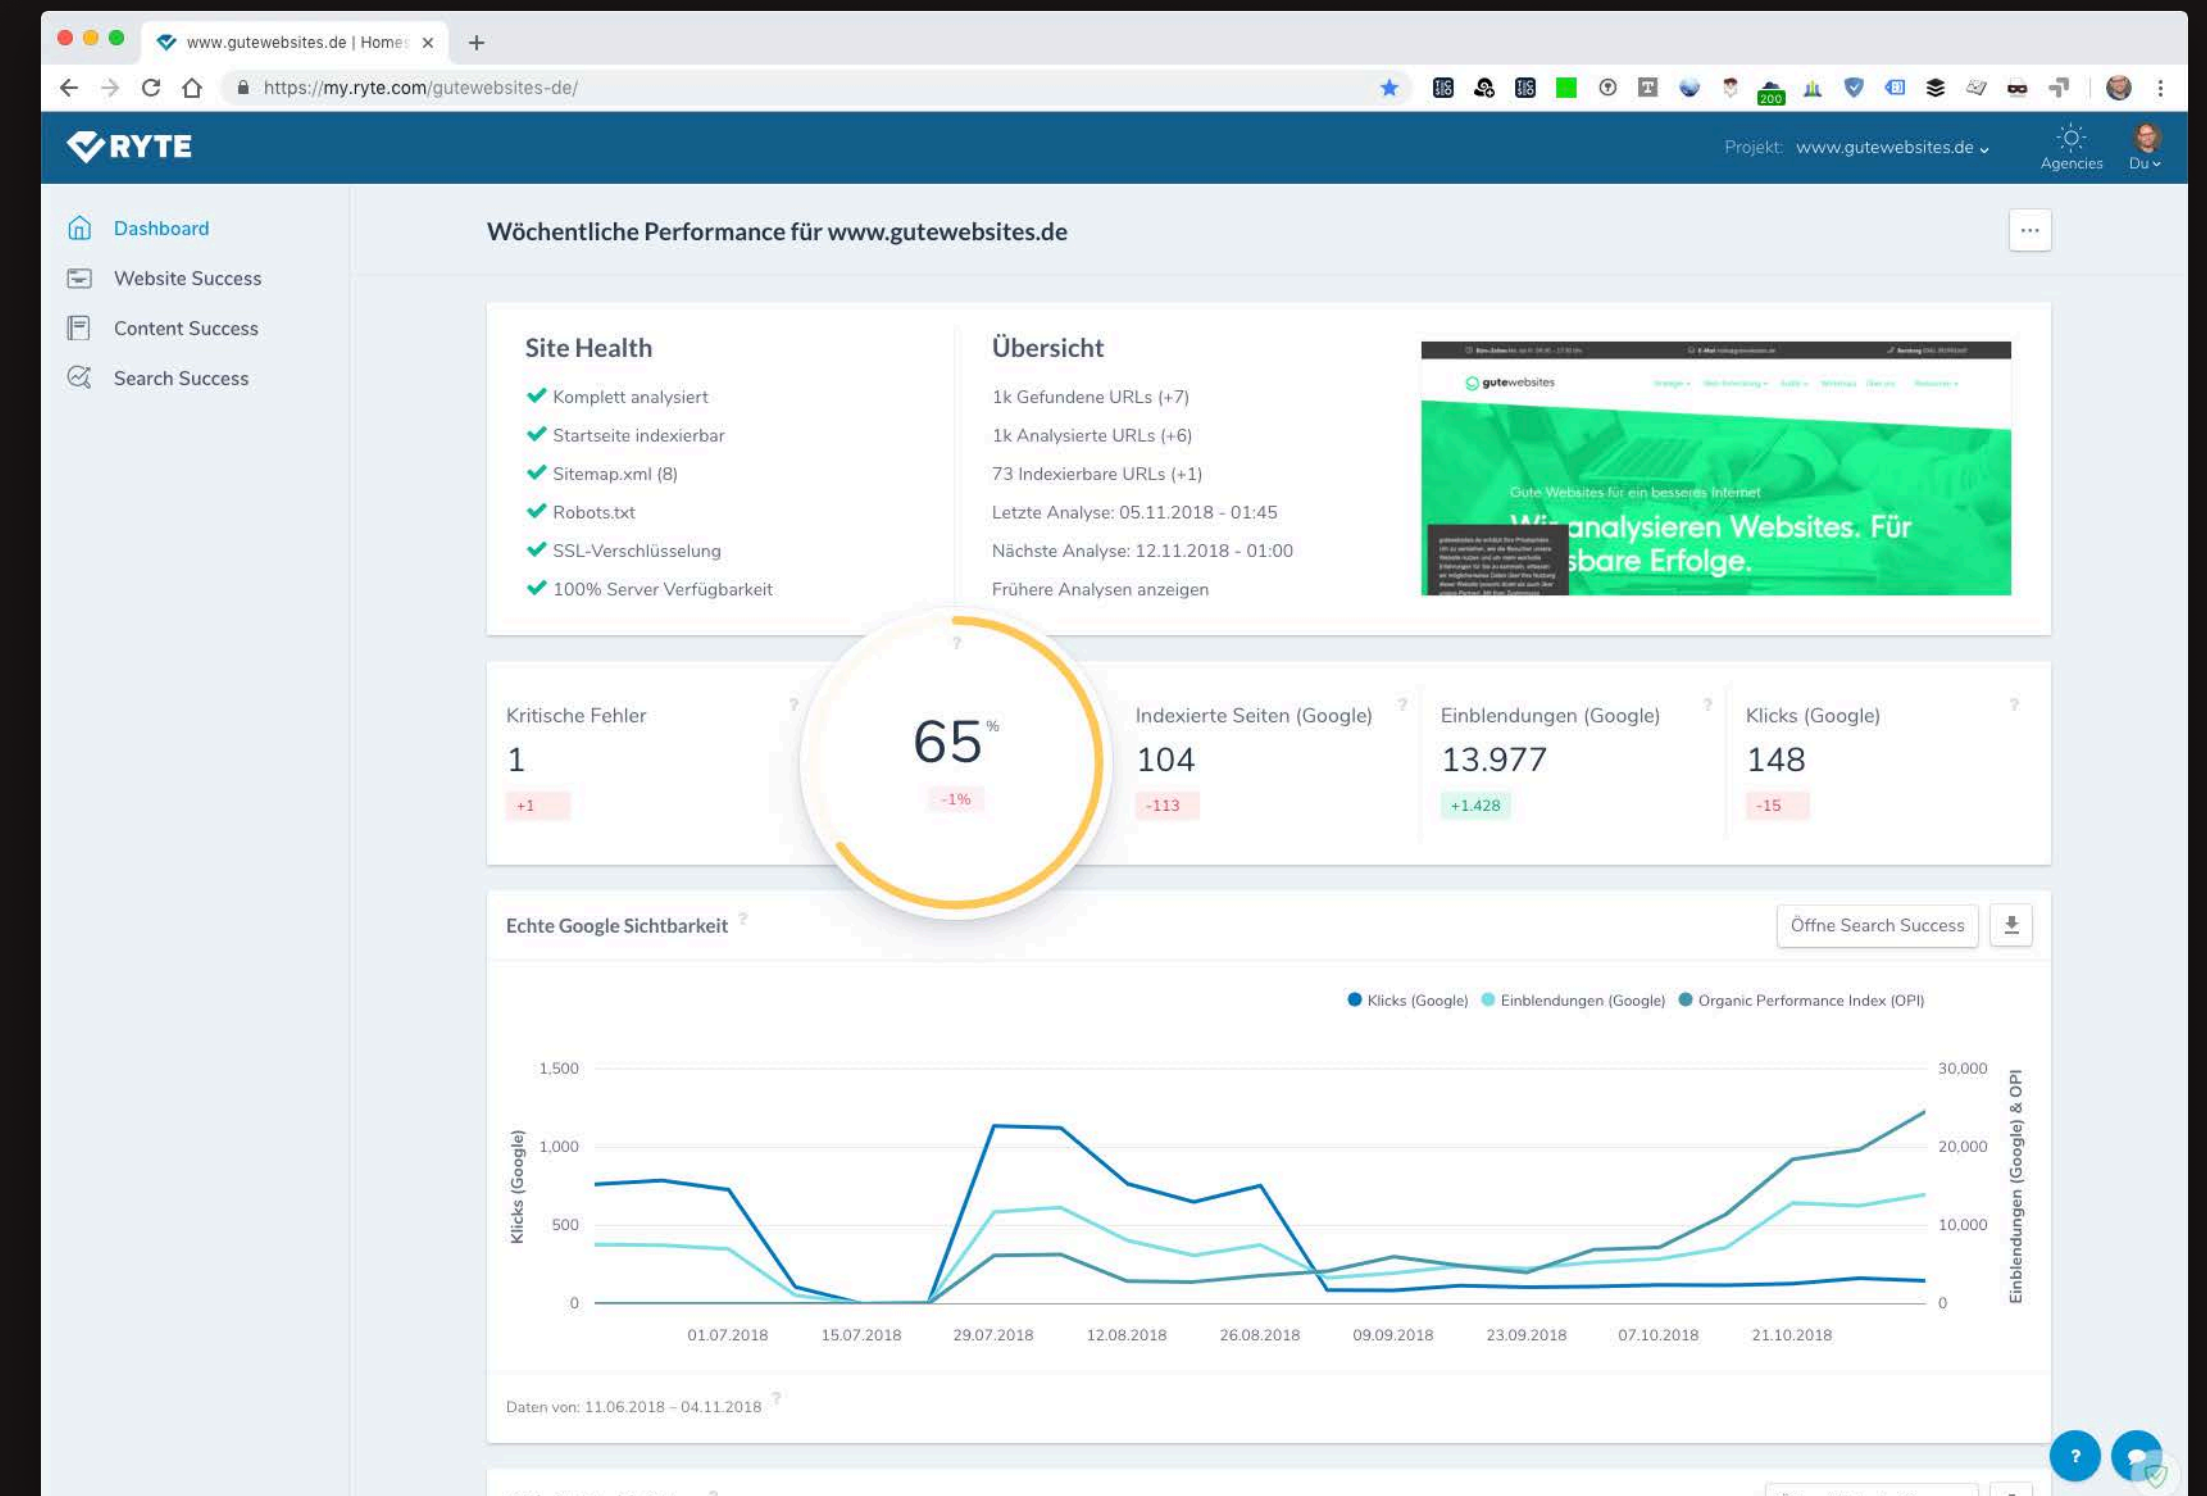 www.gutewebsites.de | Homes
https://my.ryte.com/gutewebsites-de/
200
RYTE
Projekt: www.gutewebsites.de
Agencies
Du
Dashboard
Website Success
Content Success
Search Success
Wöchentliche Performance für www.gutewebsites.de
Site Health
Komplett analysiert
Startseite indexierbar
Sitemap.xml (8)
Robots.txt
SSL-Verschlüsselung
100% Server Verfügbarkeit
Übersicht
1k Gefundene URLs (+7)
1k Analysierte URLs (+6)
73 Indexierbare URLs (+1)
Letzte Analyse: 05.11.2018 - 01:45
Nächste Analyse: 12.11.2018 - 01:00
Frühere Analysen anzeigen
gutewebsites
Gute Websites für ein besseres Internet
Wir analysieren Websites. Für
sbare Erfolge.
Kritische Fehler ?
1
+1
?
65 %
-1%
Indexierte Seiten (Google) ?
104
-113
Einblendungen (Google) ?
13.977
+1.428
Klicks (Google) ?
148
-15
Echte Google Sichtbarkeit ?
Öffne Search Success
Klicks (Google) Einblendungen (Google) Organic Performance Index (OPI)
Klicks (Google)
1,500
1,000
500
0
30,000
20,000
10,000
0
Einblendungen (Google) & OPI
01.07.2018 15.07.2018 29.07.2018 12.08.2018 26.08.2018 09.09.2018 23.09.2018 07.10.2018 21.10.2018
Daten von: 11.06.2018 – 04.11.2018 ?
?